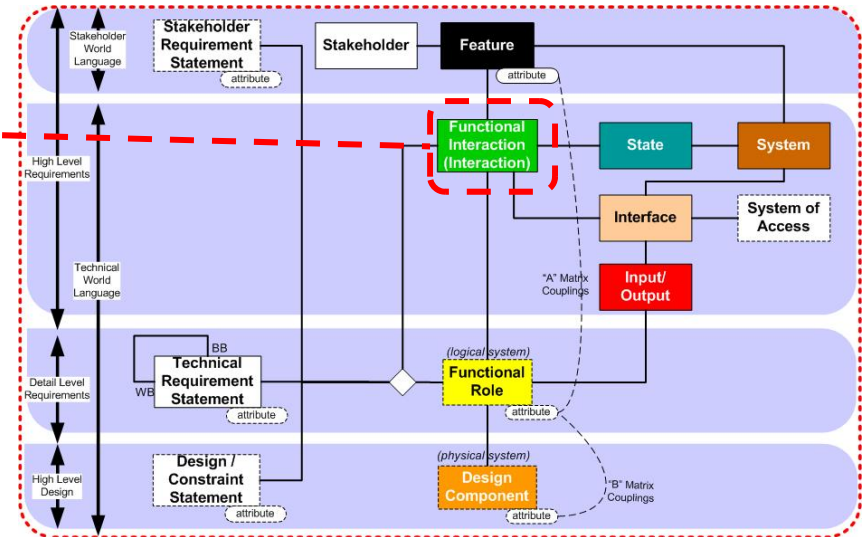 Stakeholder
World
Language
Stakeholder
Requirement
Statement
attribute
Stakeholder
Feature
attribute
High Level
Requirements
Functional
Interaction
(Interaction)
State
System
Interface
System of
Access
Technical
World
Language
"A" Matrix
Couplings
Input/
Output
Detail Level
Requirements
BB
WB
Technical
Requirement
Statement
attribute
(logical system)
Functional
Role
attribute
High Level
Design
Design /
Constraint
Statement
attribute
(physical system)
Design
Component
attribute
"B" Matrix
Couplings